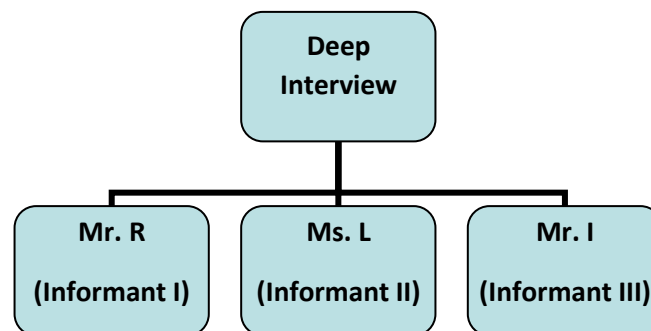 Deep
Interview
Mr. R
(Informant I)
Ms. L
(Informant II)
Mr. I
(Informant III)